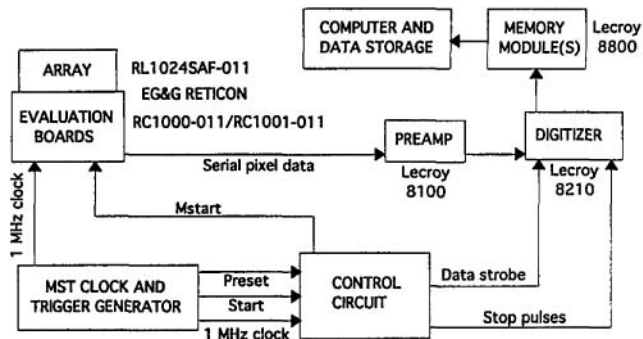 COMPUTER AND
DATA STORAGE
MEMORY
MODULE(S)
Lecroy
8800
ARRAY
RL1024SAF-011
EG&G RETICON
EVALUATION
BOARDS
RC1000-011/RC1001-011
PREAMP
DIGITIZER
Serial pixel data
Lecroy
8100
Lecroy
8210
1 MHz clock
Mstart
MST CLOCK AND
TRIGGER GENERATOR
Preset
Start
1 MHz clock
CONTROL
CIRCUIT
Data strobe
Stop pulses